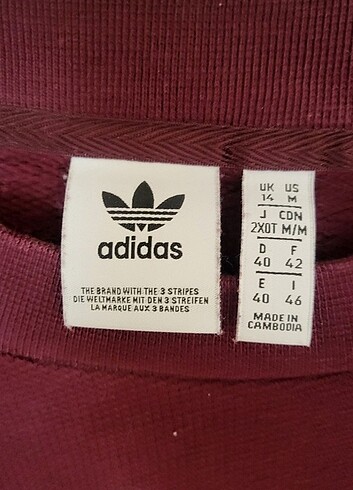 adidas
THE BRAND WITH THE 3 STRIPES
DIE WELTMARKE MIT DEN 3 STREIFEN
LA MARQUE AUX 3 BANDES
UK US
14 M
J CDN
2XOT M/M
D F
40 42
E I
40 46
MADE IN
CAMBODIA